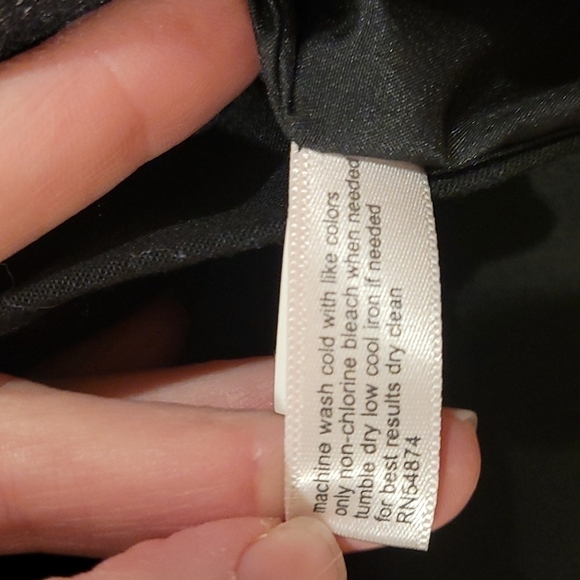 machine wash cold with like colors
only non-chlorine bleach when needed
tumble dry low cool iron if needed
for best results dry clean
RN54874